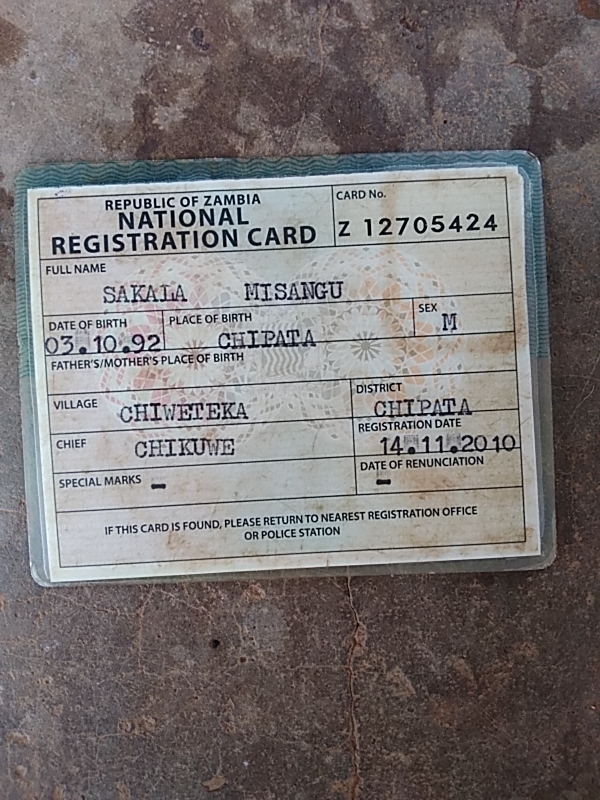 REPUBLIC OF ZAMBIA
NATIONAL
REGISTRATION CARD
CARD No.
Z 12705424
FULL NAME
SAKALA MISANGU
DATE OF BIRTH
03.10.92
PLACE OF BIRTH
CHIPATA
SEX
M
FATHER'S/MOTHER'S PLACE OF BIRTH
VILLAGE CHIWETEKA
DISTRICT
CHIPATA
CHIEF CHIKUWE
REGISTRATION DATE
14.11.2010
SPECIAL MARKS -
DATE OF RENUNCIATION
-
IF THIS CARD IS FOUND, PLEASE RETURN TO NEAREST REGISTRATION OFFICE
OR POLICE STATION